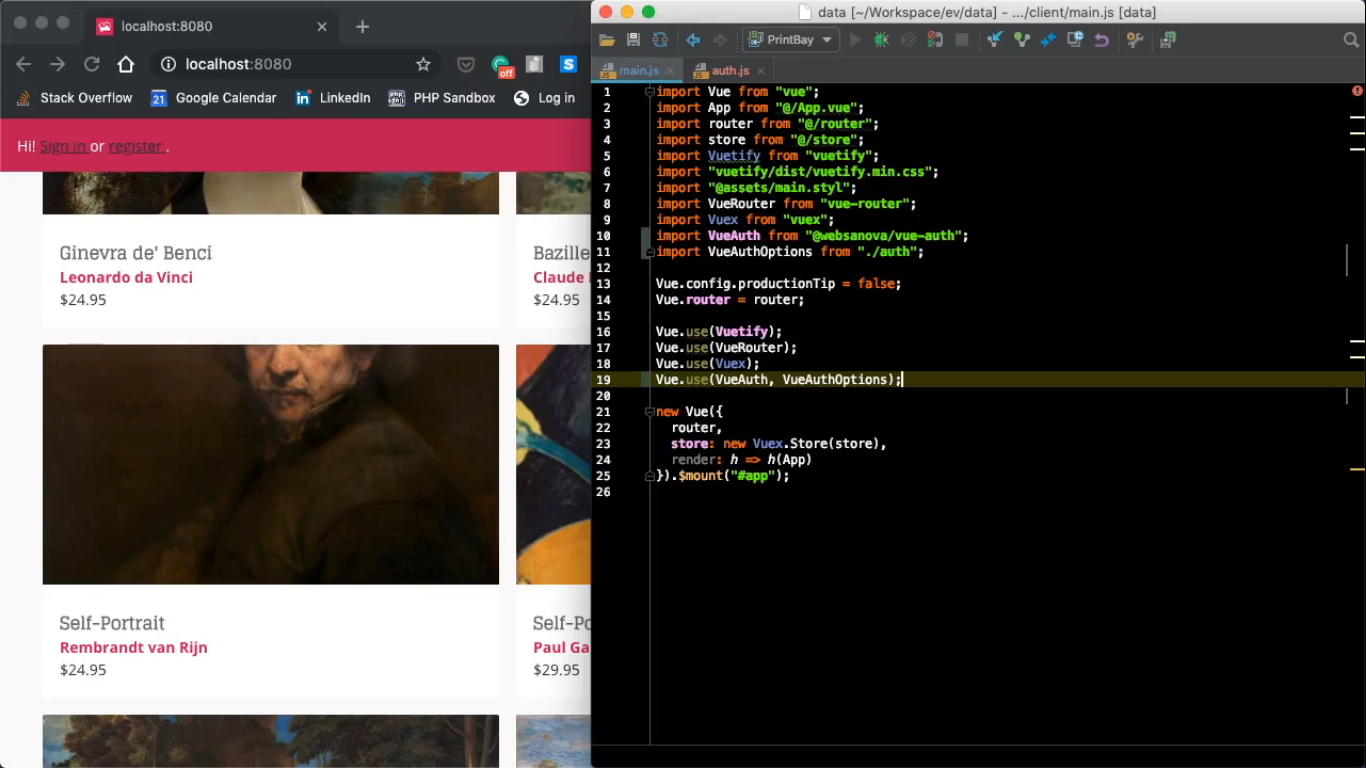 localhost:8080
localhost:8080
off
S
Stack Overflow
21 Google Calendar
in LinkedIn
php PHP Sandbox
Log in
Hi! Sign in or register .
Ginevra de' Benci
Leonardo da Vinci
$24.95
Bazille
Claude
$24.95
Self-Portrait
Rembrandt van Rijn
$24.95
Self-Po
Paul Ga
$29.95
data [~/Workspace/ev/data] - .../client/main.js [data]
PrintBay
JS main.js
JS auth.js
1 import Vue from "vue";
2 import App from "@/App.vue";
3 import router from "@/router";
4 import store from "@/store";
5 import Vuetify from "vuetify";
6 import "vuetify/dist/vuetify.min.css";
7 import "@assets/main.styl";
8 import VueRouter from "vue-router";
9 import Vuex from "vuex";
10 import VueAuth from "@websanova/vue-auth";
11 import VueAuthOptions from "./auth";
12
13 Vue.config.productionTip = false;
14 Vue.router = router;
15
16 Vue.use(Vuetify);
17 Vue.use(VueRouter);
18 Vue.use(Vuex);
19 Vue.use(VueAuth, VueAuthOptions);
20
21 new Vue({
22 router,
23 store: new Vuex.Store(store),
24 render: h => h(App)
25 }).$mount("#app");
26